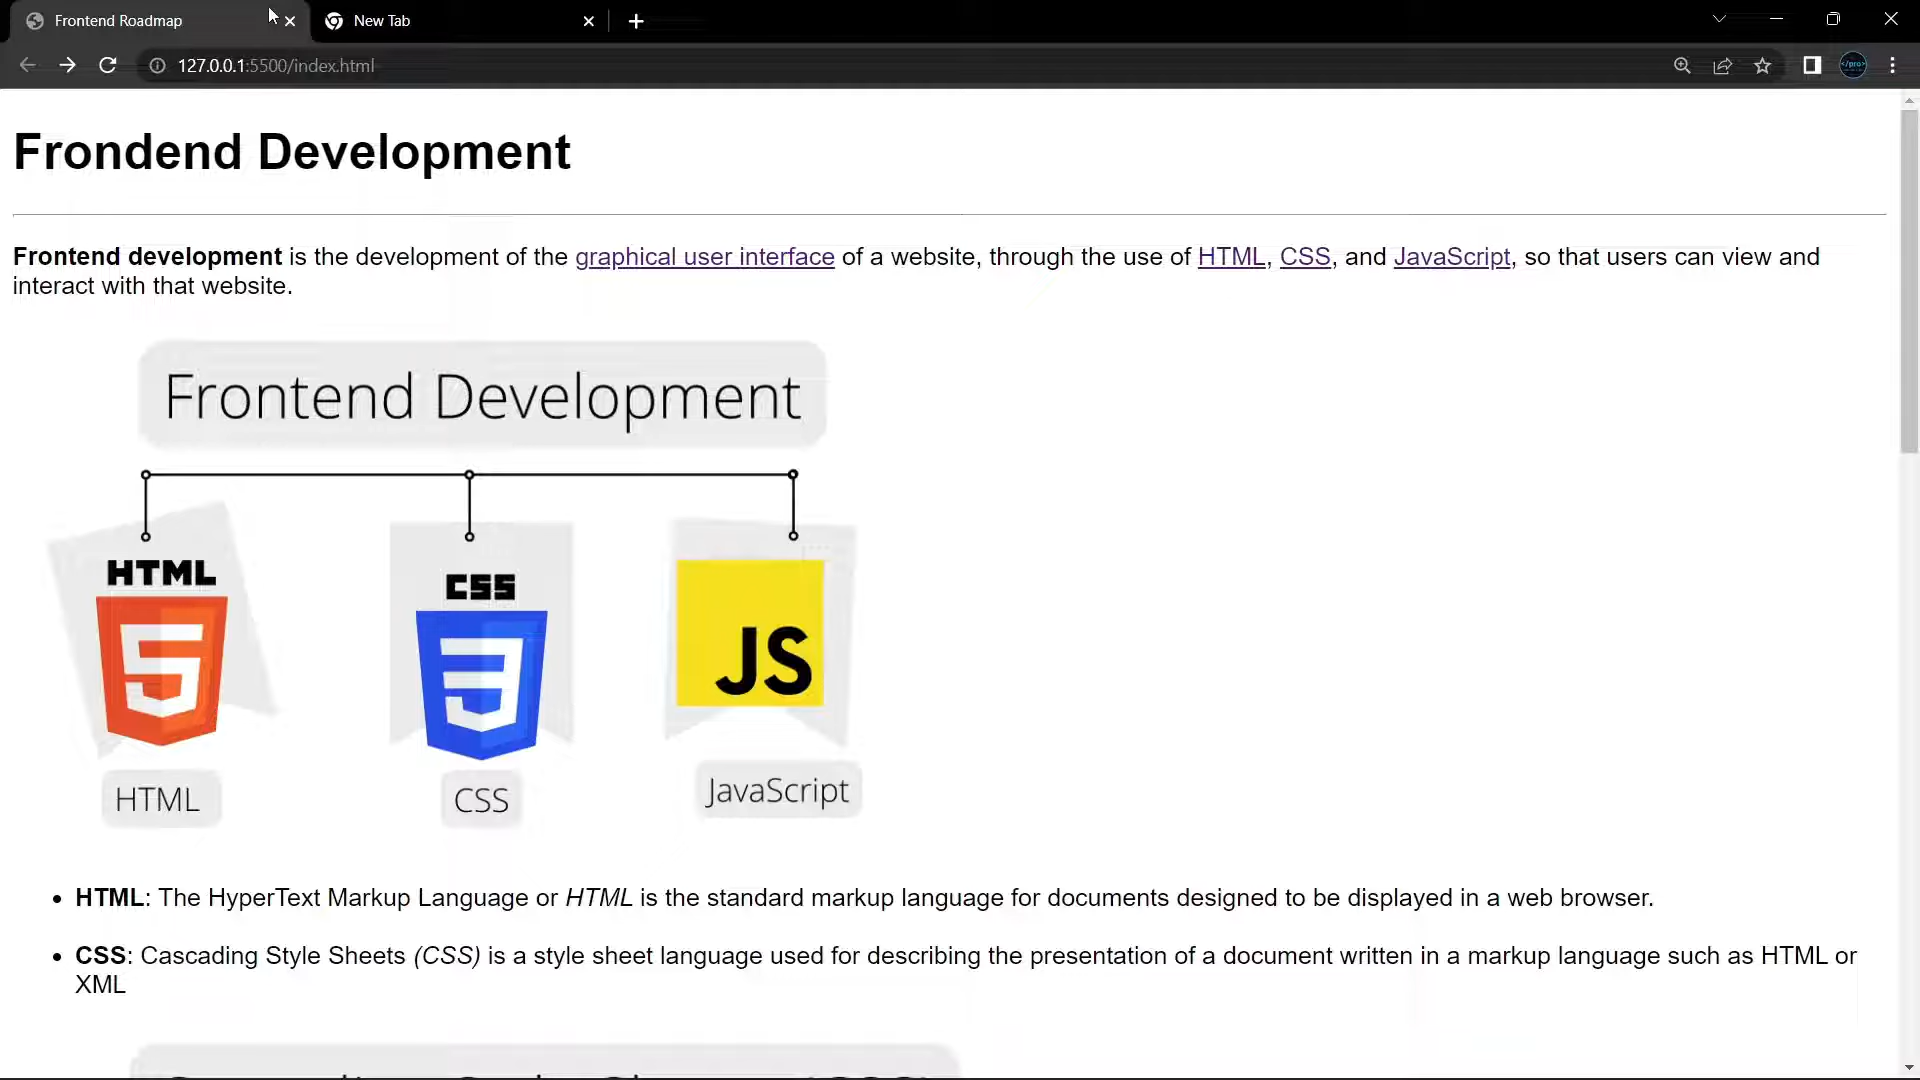 Frontend Roadmap
New Tab
127.0.0.1:5500/index.html
</pro>
Frondend Development
Frontend development is the development of the graphical user interface of a website, through the use of HTML, CSS, and JavaScript, so that users can view and
interact with that website.
Frontend Development
HTML
CSS
5
3
JS
HTML
CSS
JavaScript
• HTML: The HyperText Markup Language or HTML is the standard markup language for documents designed to be displayed in a web browser.
• CSS: Cascading Style Sheets (CSS) is a style sheet language used for describing the presentation of a document written in a markup language such as HTML or
XML